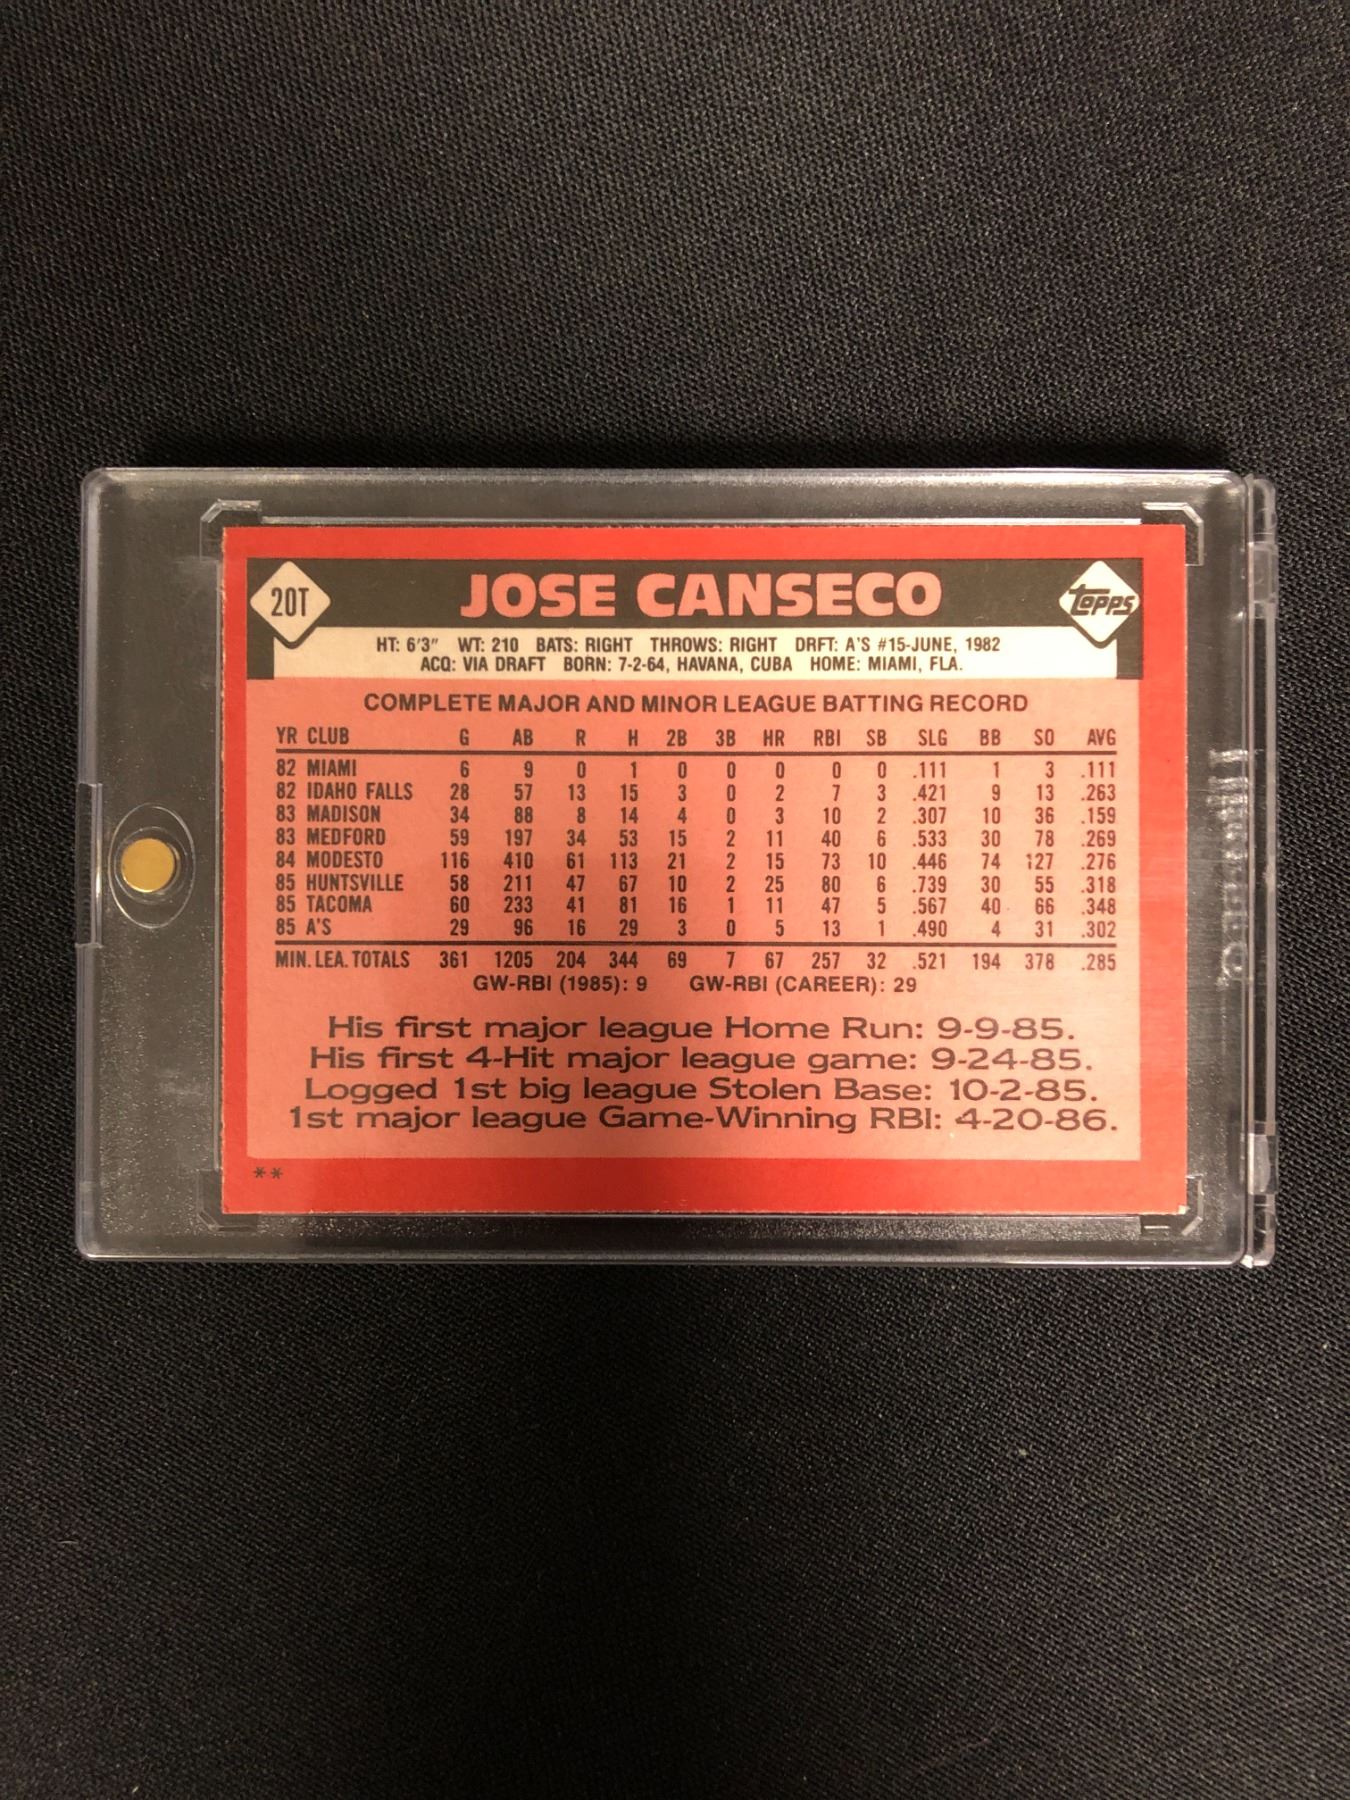 20T
JOSE CANSECO
topps
HT: 6'3" WT: 210 BATS: RIGHT THROWS: RIGHT DRFT: A'S #15-JUNE, 1982
ACQ: VIA DRAFT BORN: 7-2-64, HAVANA, CUBA HOME: MIAMI, FLA.
COMPLETE MAJOR AND MINOR LEAGUE BATTING RECORD
YR CLUB G AB R H 2B 3B HR RBI SB SLG BB SO AVG
82 MIAMI 6 9 0 1 0 0 0 0 0 .111 1 3 .111
82 IDAHO FALLS 28 57 13 15 3 0 2 7 3 .421 9 13 .263
83 MADISON 34 88 8 14 4 0 3 10 2 .307 10 36 .159
83 MEDFORD 59 197 34 53 15 2 11 40 6 .533 30 78 .269
84 MODESTO 116 410 61 113 21 2 15 73 10 .446 74 127 .276
85 HUNTSVILLE 58 211 47 67 10 2 25 80 6 .739 30 55 .318
85 TACOMA 60 233 41 81 16 1 11 47 5 .567 40 66 .348
85 A'S 29 96 16 29 3 0 5 13 1 .490 4 31 .302
MIN. LEA. TOTALS 361 1205 204 344 69 7 67 257 32 .521 194 378 .285
GW-RBI (1985): 9 GW-RBI (CAREER): 29
His first major league Home Run: 9-9-85.
His first 4-Hit major league game: 9-24-85.
Logged 1st big league Stolen Base: 10-2-85.
1st major league Game-Winning RBI: 4-20-86.
**